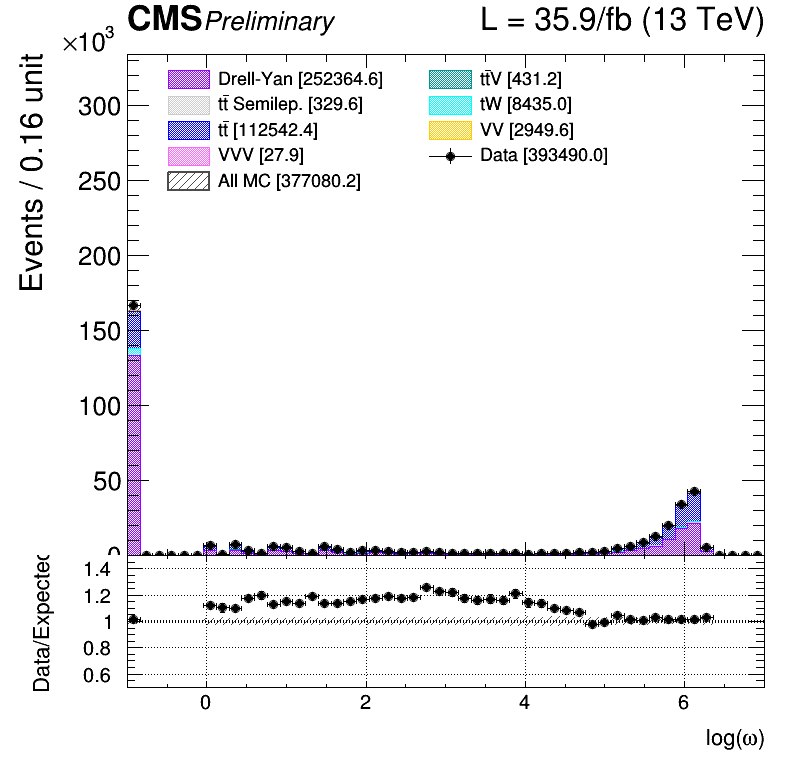 CMS Preliminary L = 35.9/fb (13 TeV)
×10³
Events / 0.16 unit
300
250
200
150
100
50
0
Drell-Yan [252364.6]
tt̄ Semilep. [329.6]
tt̄ [112542.4]
VVV [27.9]
All MC [377080.2]
tt̄V [431.2]
tW [8435.0]
VV [2949.6]
Data [393490.0]
Data/Expected
1.4
1.2
1
0.8
0.6
0 2 4 6
log(ω)